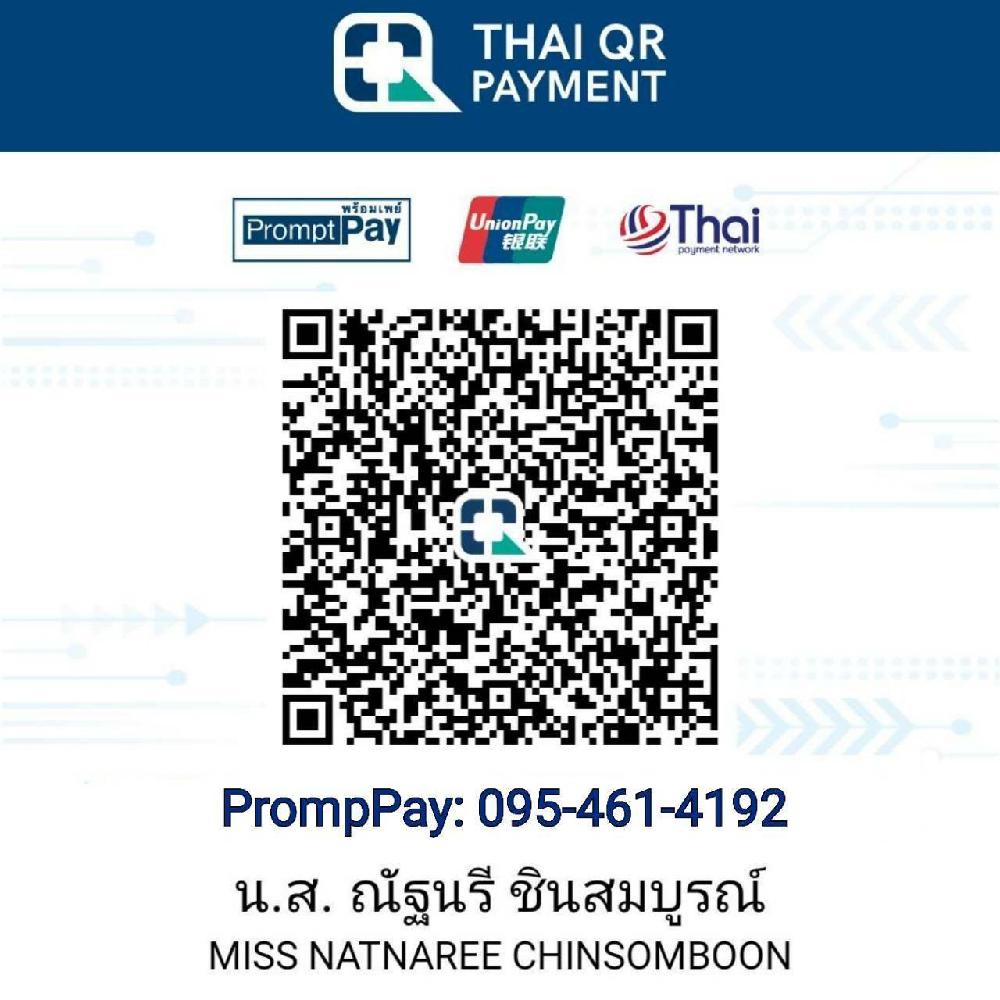 THAI QR
PAYMENT
พร้อมเพย์
PromptPay
UnionPay
银联
Thai
payment network
PrompPay: 095-461-4192
น.ส. ณัฐนรี ชินสมบูรณ์
MISS NATNAREE CHINSOMBOON